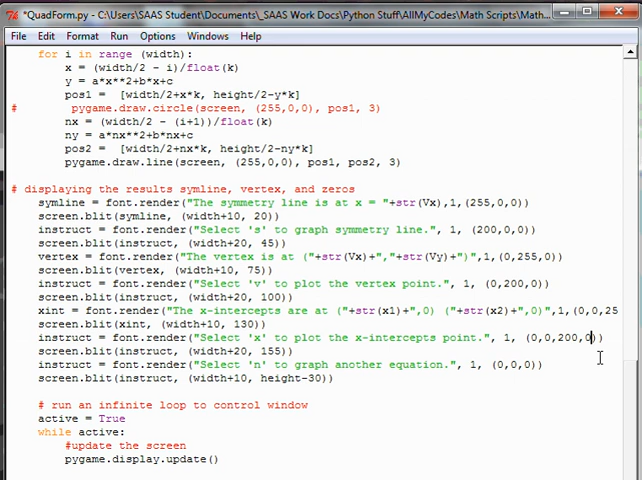 *QuadForm.py - C:\Users\SAAS Student\Documents\_SAAS Work Docs\Python Stuff\AllMyCodes\Math Scripts\Math...
File Edit Format Run Options Windows Help
for i in range (width):
x = (width/2 - i)/float(k)
y = a*x**2+b*x+c
pos1 = [width/2+x*k, height/2-y*k]
# pygame.draw.circle(screen, (255,0,0), pos1, 3)
nx = (width/2 - (i+1))/float(k)
ny = a*nx**2+b*nx+c
pos2 = [width/2+nx*k, height/2-ny*k]
pygame.draw.line(screen, (255,0,0), pos1, pos2, 3)
# displaying the results symline, vertex, and zeros
symline = font.render("The symmetry line is at x = "+str(Vx),1,(255,0,0))
screen.blit(symline, (width+10, 20))
instruct = font.render("Select 's' to graph symmetry line.", 1, (200,0,0))
screen.blit(instruct, (width+20, 45))
vertex = font.render("The vertex is at ("+str(Vx)+","+str(Vy)+")",1,(0,255,0))
screen.blit(vertex, (width+10, 75))
instruct = font.render("Select 'v' to plot the vertex point.", 1, (0,200,0))
screen.blit(instruct, (width+20, 100))
xint = font.render("The x-intercepts are at ("+str(x1)+",0) ("+str(x2)+",0)",1,(0,0,25
screen.blit(xint, (width+10, 130))
instruct = font.render("Select 'x' to plot the x-intercepts point.", 1, (0,0,200,0))
screen.blit(instruct, (width+20, 155))
instruct = font.render("Select 'n' to graph another equation.", 1, (0,0,0))
screen.blit(instruct, (width+10, height-30))
# run an infinite loop to control window
active = True
while active:
#update the screen
pygame.display.update()